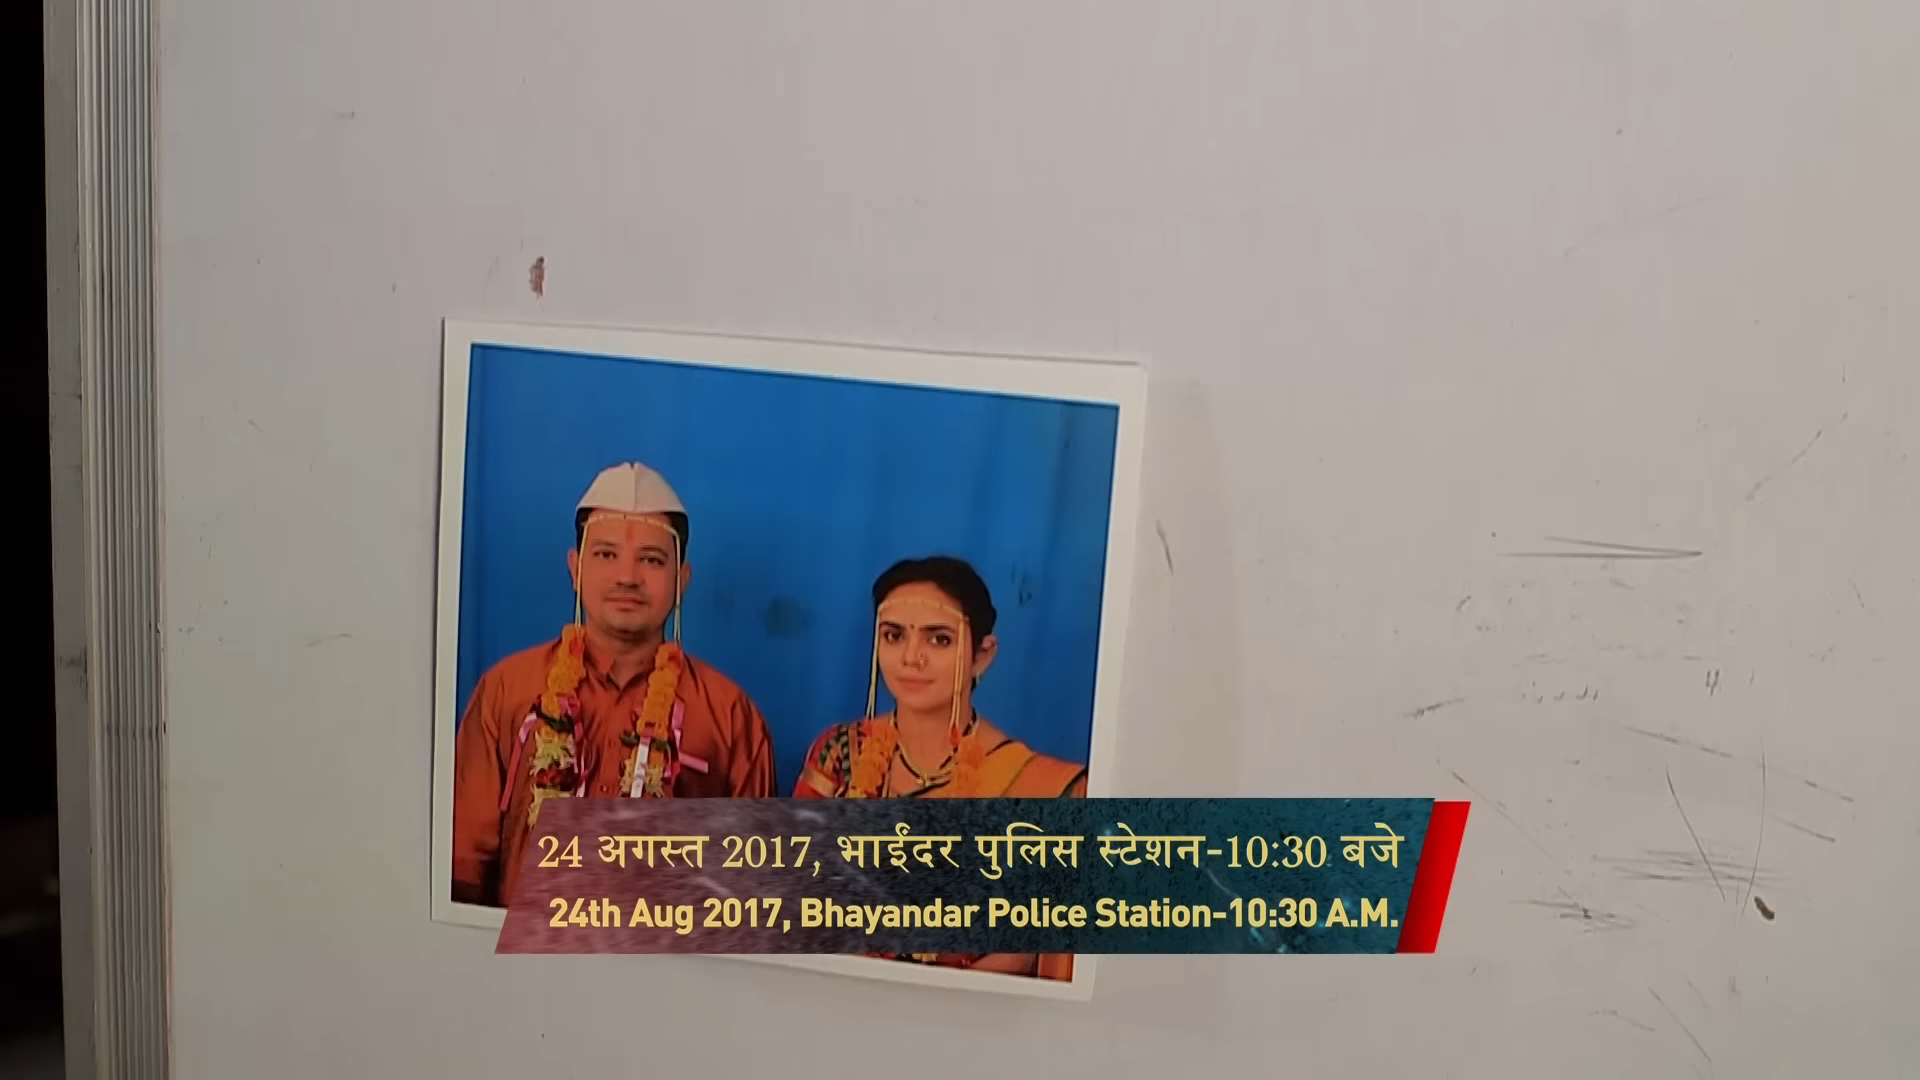 24 अगस्त 2017, भाईंदर पुलिस स्टेशन-10:30 बजे
24th Aug 2017, Bhayandar Police Station-10:30 A.M.